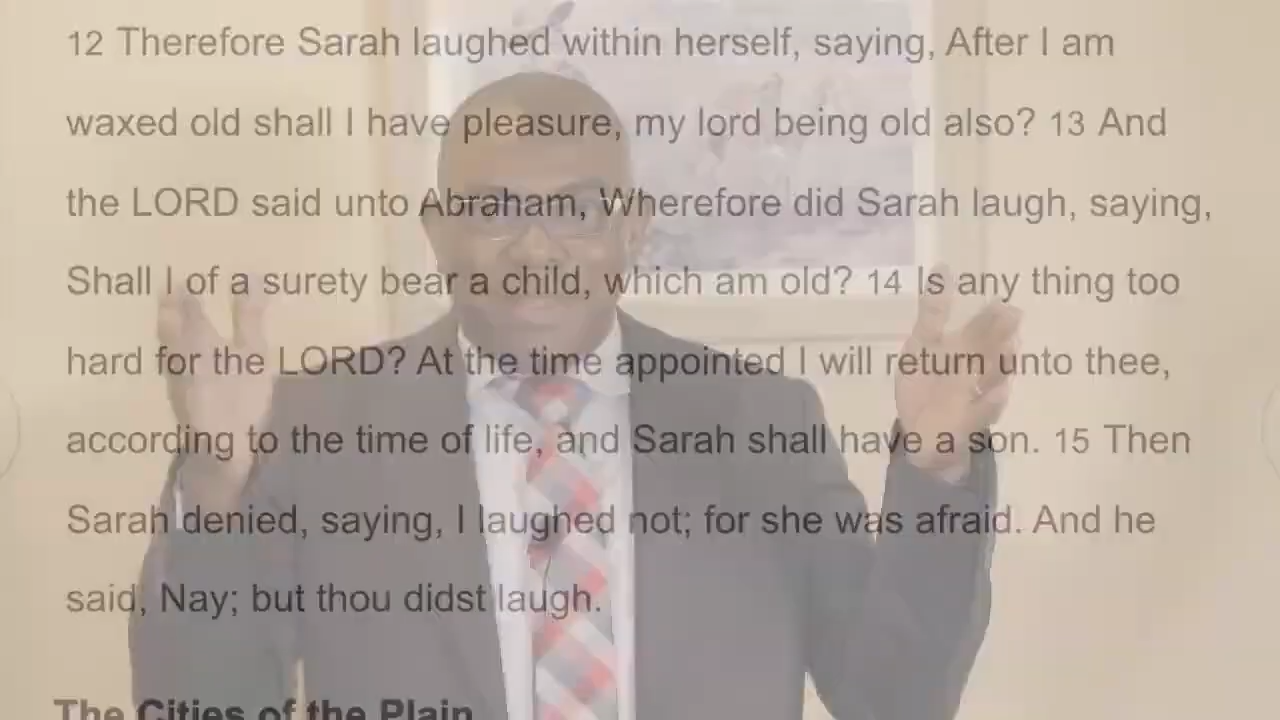 12 Therefore Sarah laughed within herself, saying, After I am
waxed old shall I have pleasure, my lord being old also? 13 And
the LORD said unto Abraham, Wherefore did Sarah laugh, saying,
Shall I of a surety bear a child, which am old? 14 Is any thing too
hard for the LORD? At the time appointed I will return unto thee,
according to the time of life, and Sarah shall have a son. 15 Then
Sarah denied, saying, I laughed not; for she was afraid. And he
said, Nay; but thou didst laugh.
The Cities of the Plain